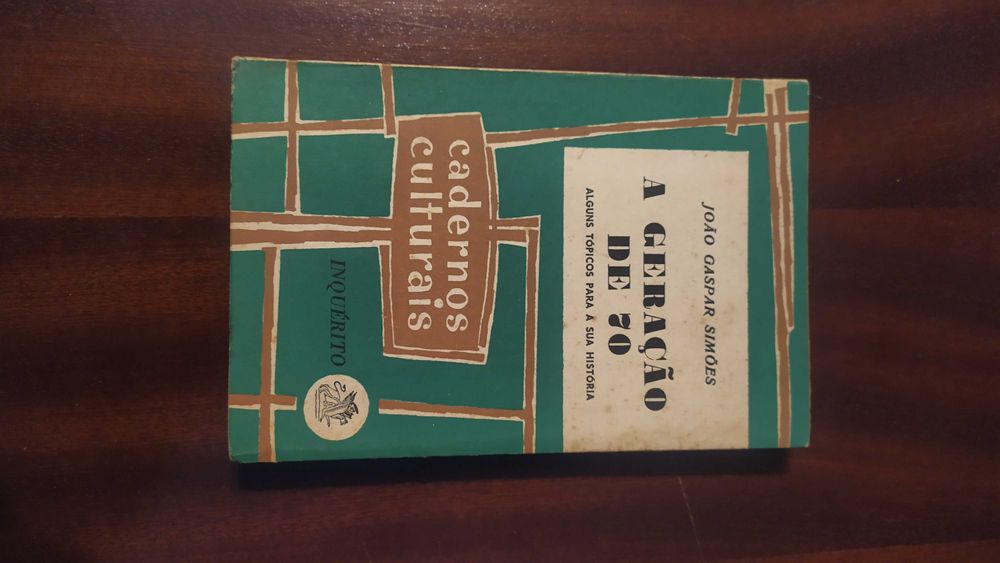 JOÃO GASPAR SIMÕES
A GERAÇÃO
DE 70
ALGUNS TÓPICOS PARA A SUA HISTÓRIA
cadernos
culturais
INQUÉRITO